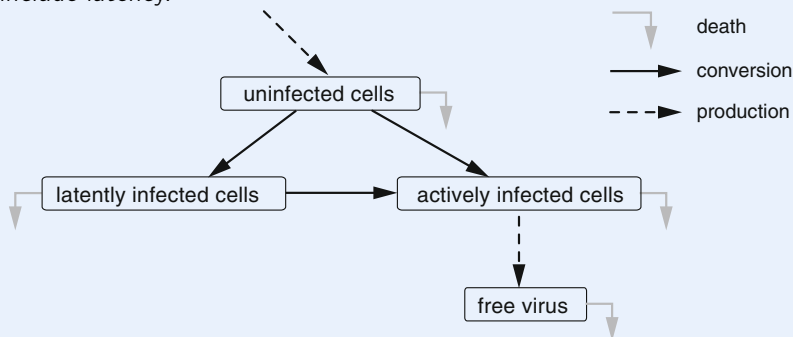 include latency.
death
conversion
production
uninfected cells
latently infected cells
actively infected cells
free virus